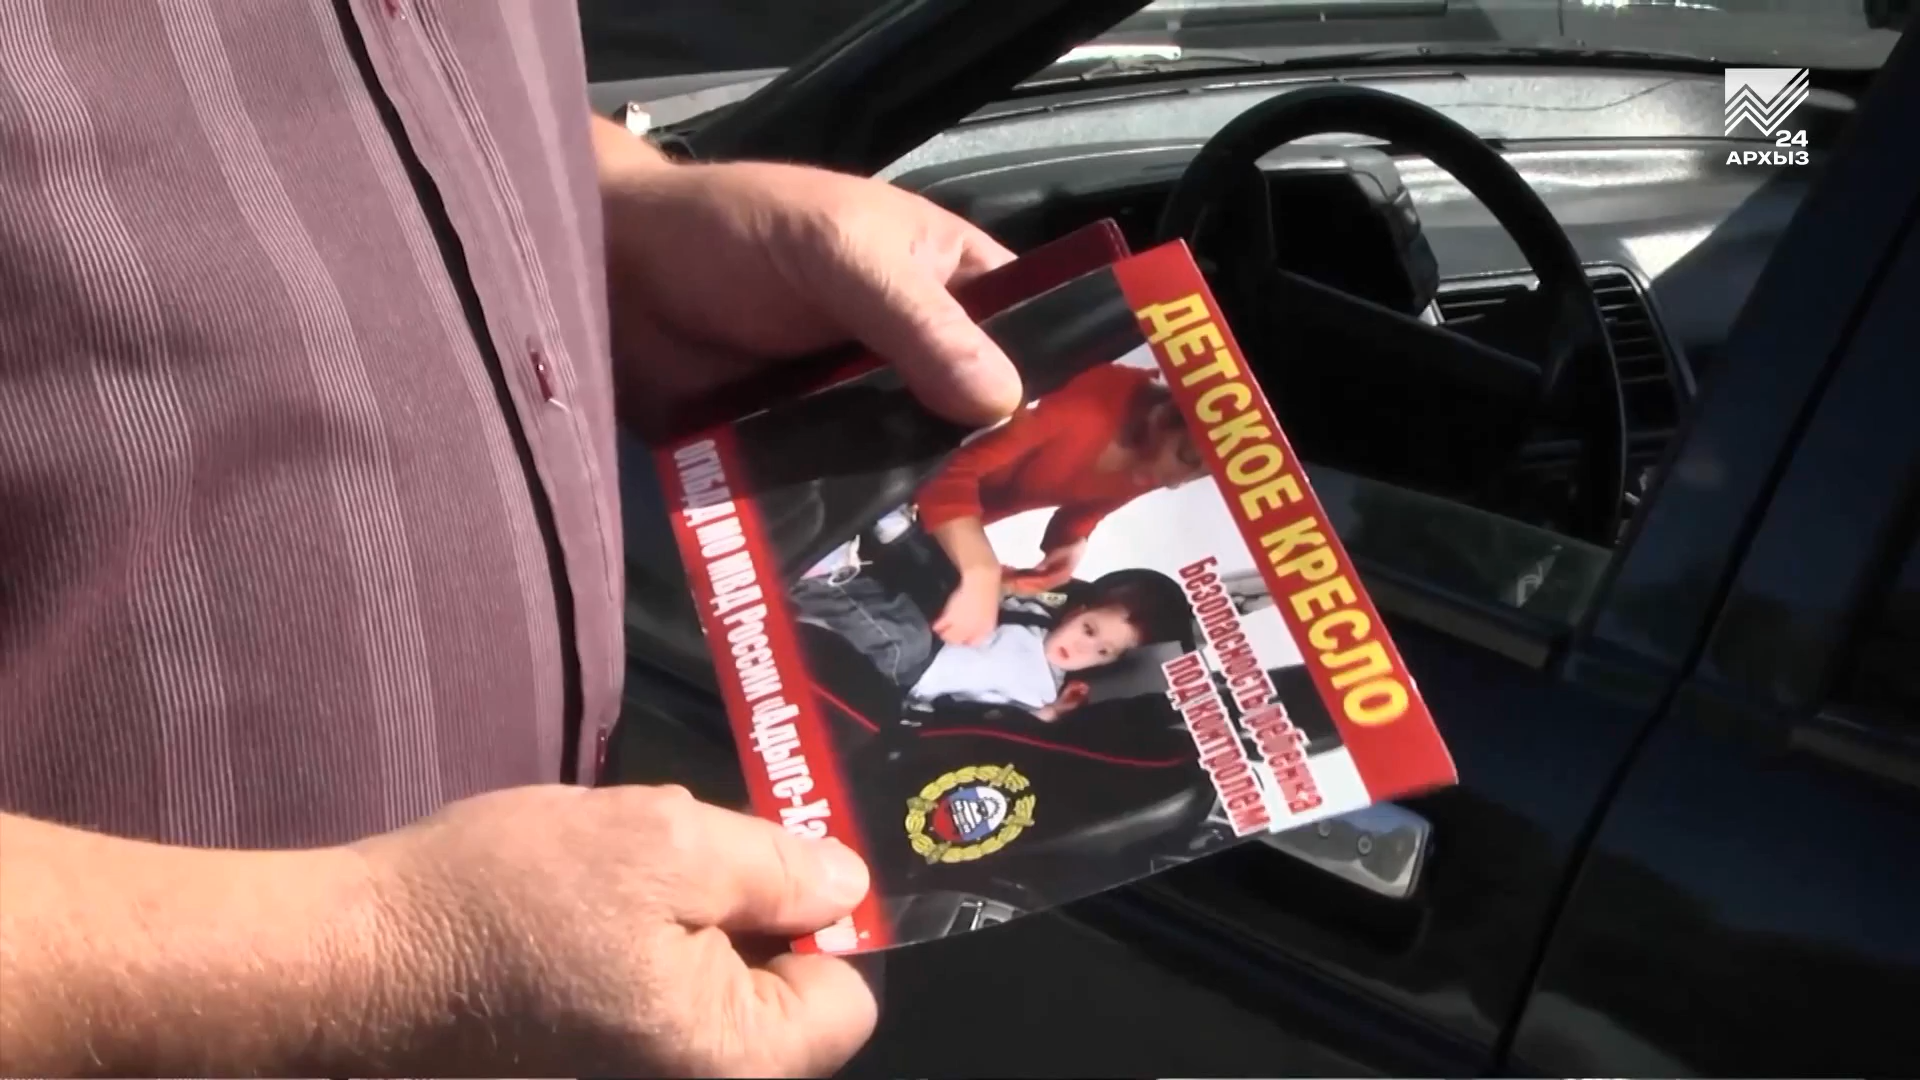 24
АРХЫЗ
ДЕТСКОЕ КРЕСЛО
Безопасность ребенка
под контролем
ОГИБДД МО МВД России "Адыге-Ха